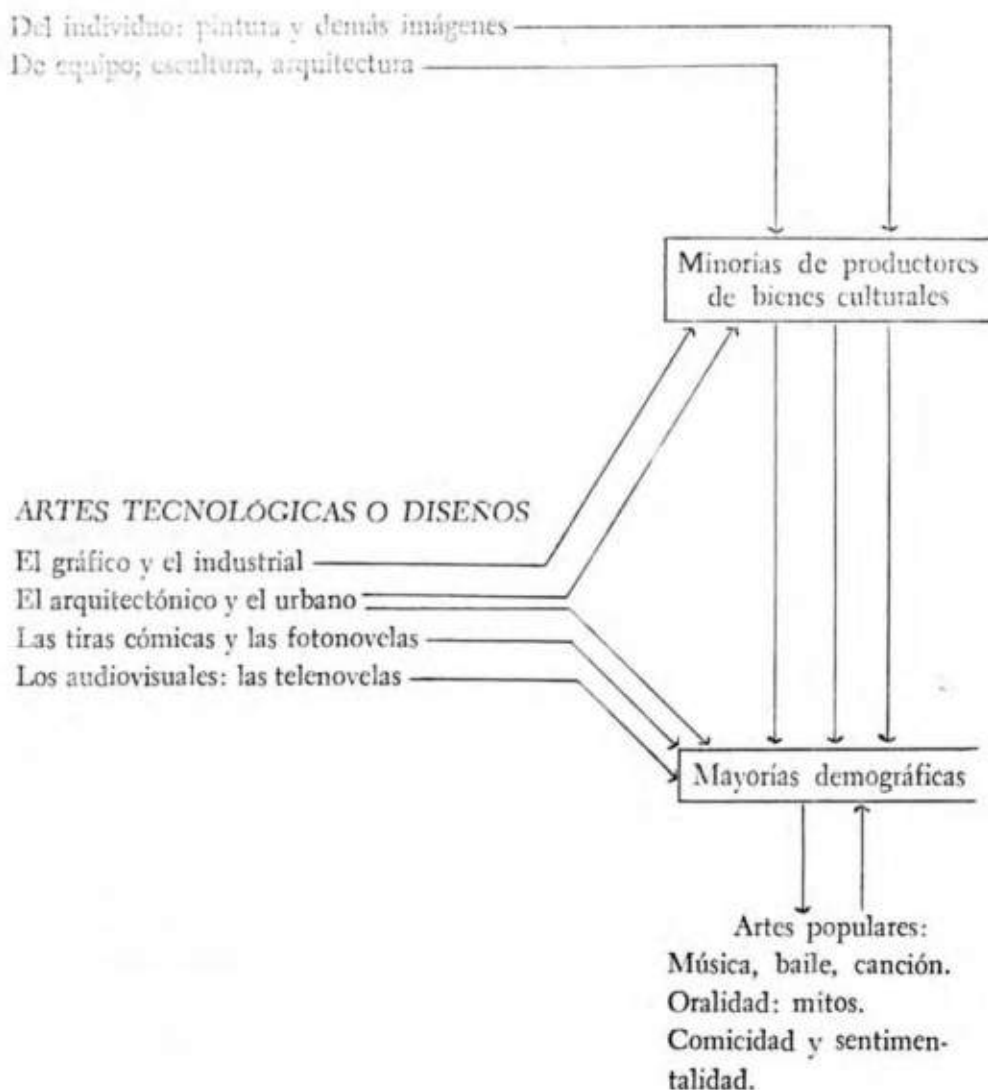 Del individuo: pintura y demás imágenes
De equipo; escultura, arquitectura
Minorías de productores
de bienes culturales
ARTES TECNOLÓGICAS O DISEÑOS
El gráfico y el industrial
El arquitectónico y el urbano
Las tiras cómicas y las fotonovelas
Los audiovisuales: las telenovelas
Mayorías demográficas
Artes populares:
Música, baile, canción.
Oralidad: mitos.
Comicidad y sentimen-
talidad.